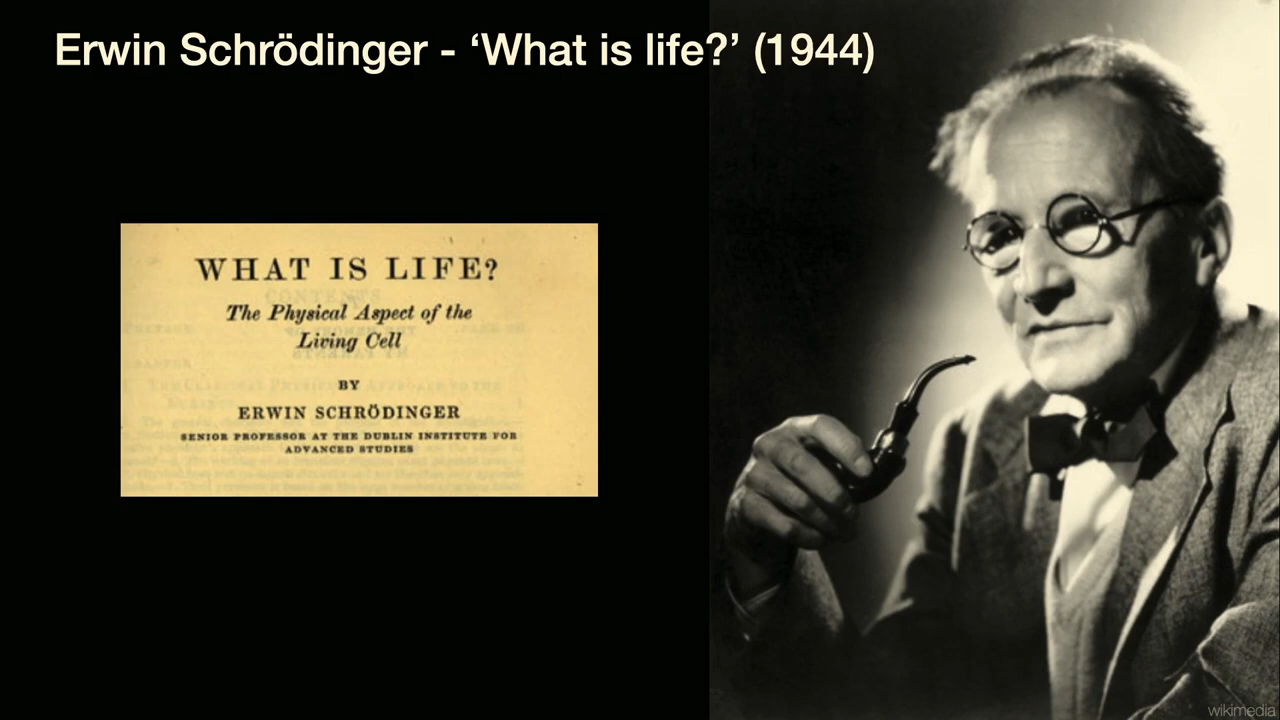 Erwin Schrödinger - ‘What is life?’ (1944)
WHAT IS LIFE?
The Physical Aspect of the
Living Cell
BY
ERWIN SCHRÖDINGER
SENIOR PROFESSOR AT THE DUBLIN INSTITUTE FOR
ADVANCED STUDIES
wikimedia